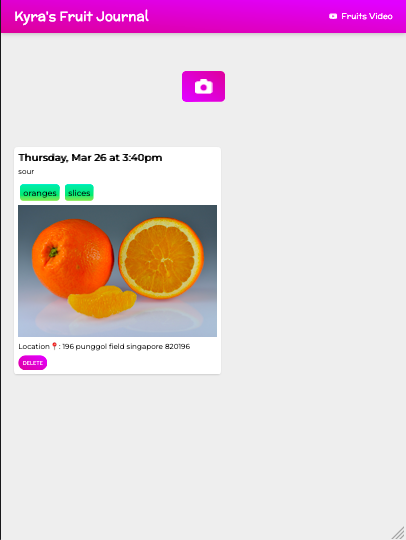 Kyra's Fruit Journal
Fruits Video
Thursday, Mar 26 at 3:40pm
sour
oranges slices
Location📍: 196 punggol field singapore 820196
DELETE